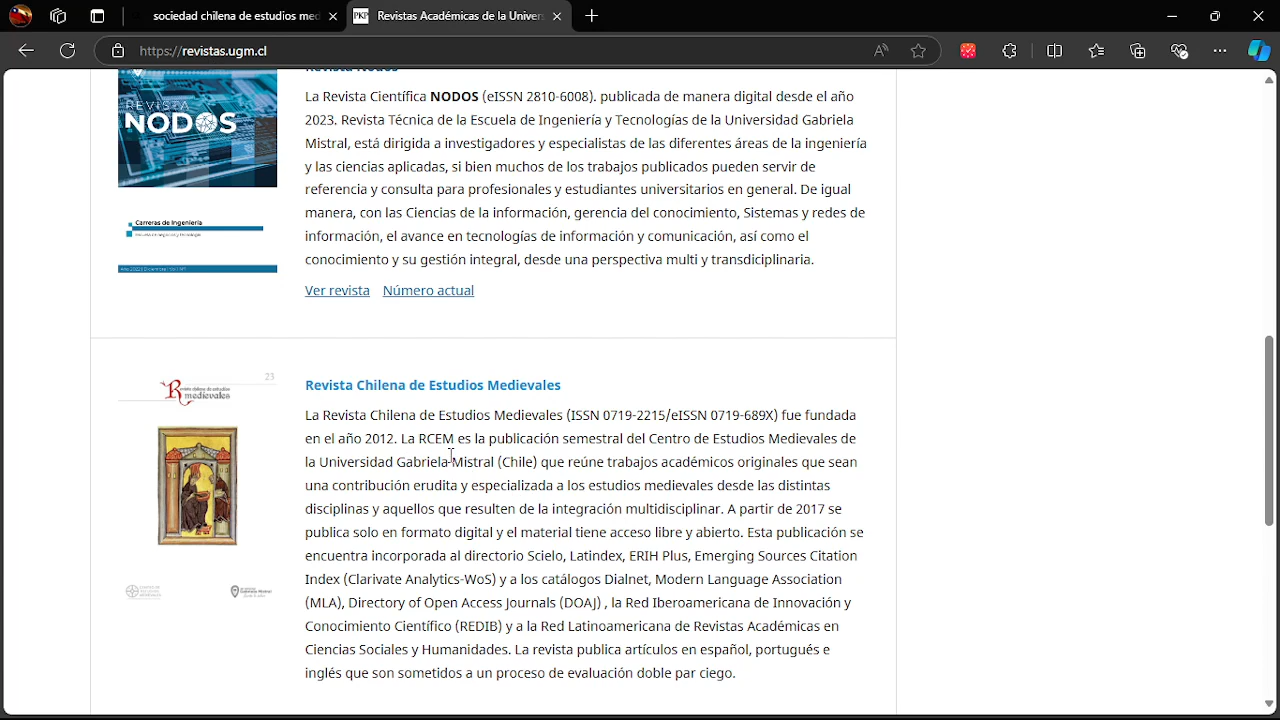 sociedad chilena de estudios med
Revistas Académicas de la Univers
https://revistas.ugm.cl
Revista Nodos
REVISTA
NODOS
Carreras de Ingeniería
La Revista Científica NODOS (eISSN 2810-6008). publicada de manera digital desde el año
2023. Revista Técnica de la Escuela de Ingeniería y Tecnologías de la Universidad Gabriela
Mistral, está dirigida a investigadores y especialistas de las diferentes áreas de la ingeniería
y las ciencias aplicadas, si bien muchos de los trabajos publicados pueden servir de
referencia y consulta para profesionales y estudiantes universitarios en general. De igual
manera, con las Ciencias de la información, gerencia del conocimiento, Sistemas y redes de
información, el avance en tecnologías de información y comunicación, así como el
conocimiento y su gestión integral, desde una perspectiva multi y transdiciplinaria.
Ver revista Número actual
23
Revista chilena de estudios
medievales
Revista Chilena de Estudios Medievales
La Revista Chilena de Estudios Medievales (ISSN 0719-2215/eISSN 0719-689X) fue fundada
en el año 2012. La RCEM es la publicación semestral del Centro de Estudios Medievales de
la Universidad Gabriela Mistral (Chile) que reúne trabajos académicos originales que sean
una contribución erudita y especializada a los estudios medievales desde las distintas
disciplinas y aquellos que resulten de la integración multidisciplinar. A partir de 2017 se
publica solo en formato digital y el material tiene acceso libre y abierto. Esta publicación se
encuentra incorporada al directorio Scielo, Latindex, ERIH Plus, Emerging Sources Citation
Index (Clarivate Analytics-WoS) y a los catálogos Dialnet, Modern Language Association
(MLA), Directory of Open Access Journals (DOAJ) , la Red Iberoamericana de Innovación y
Conocimiento Científico (REDIB) y a la Red Latinoamericana de Revistas Académicas en
Ciencias Sociales y Humanidades. La revista publica artículos en español, portugués e
inglés que son sometidos a un proceso de evaluación doble par ciego.